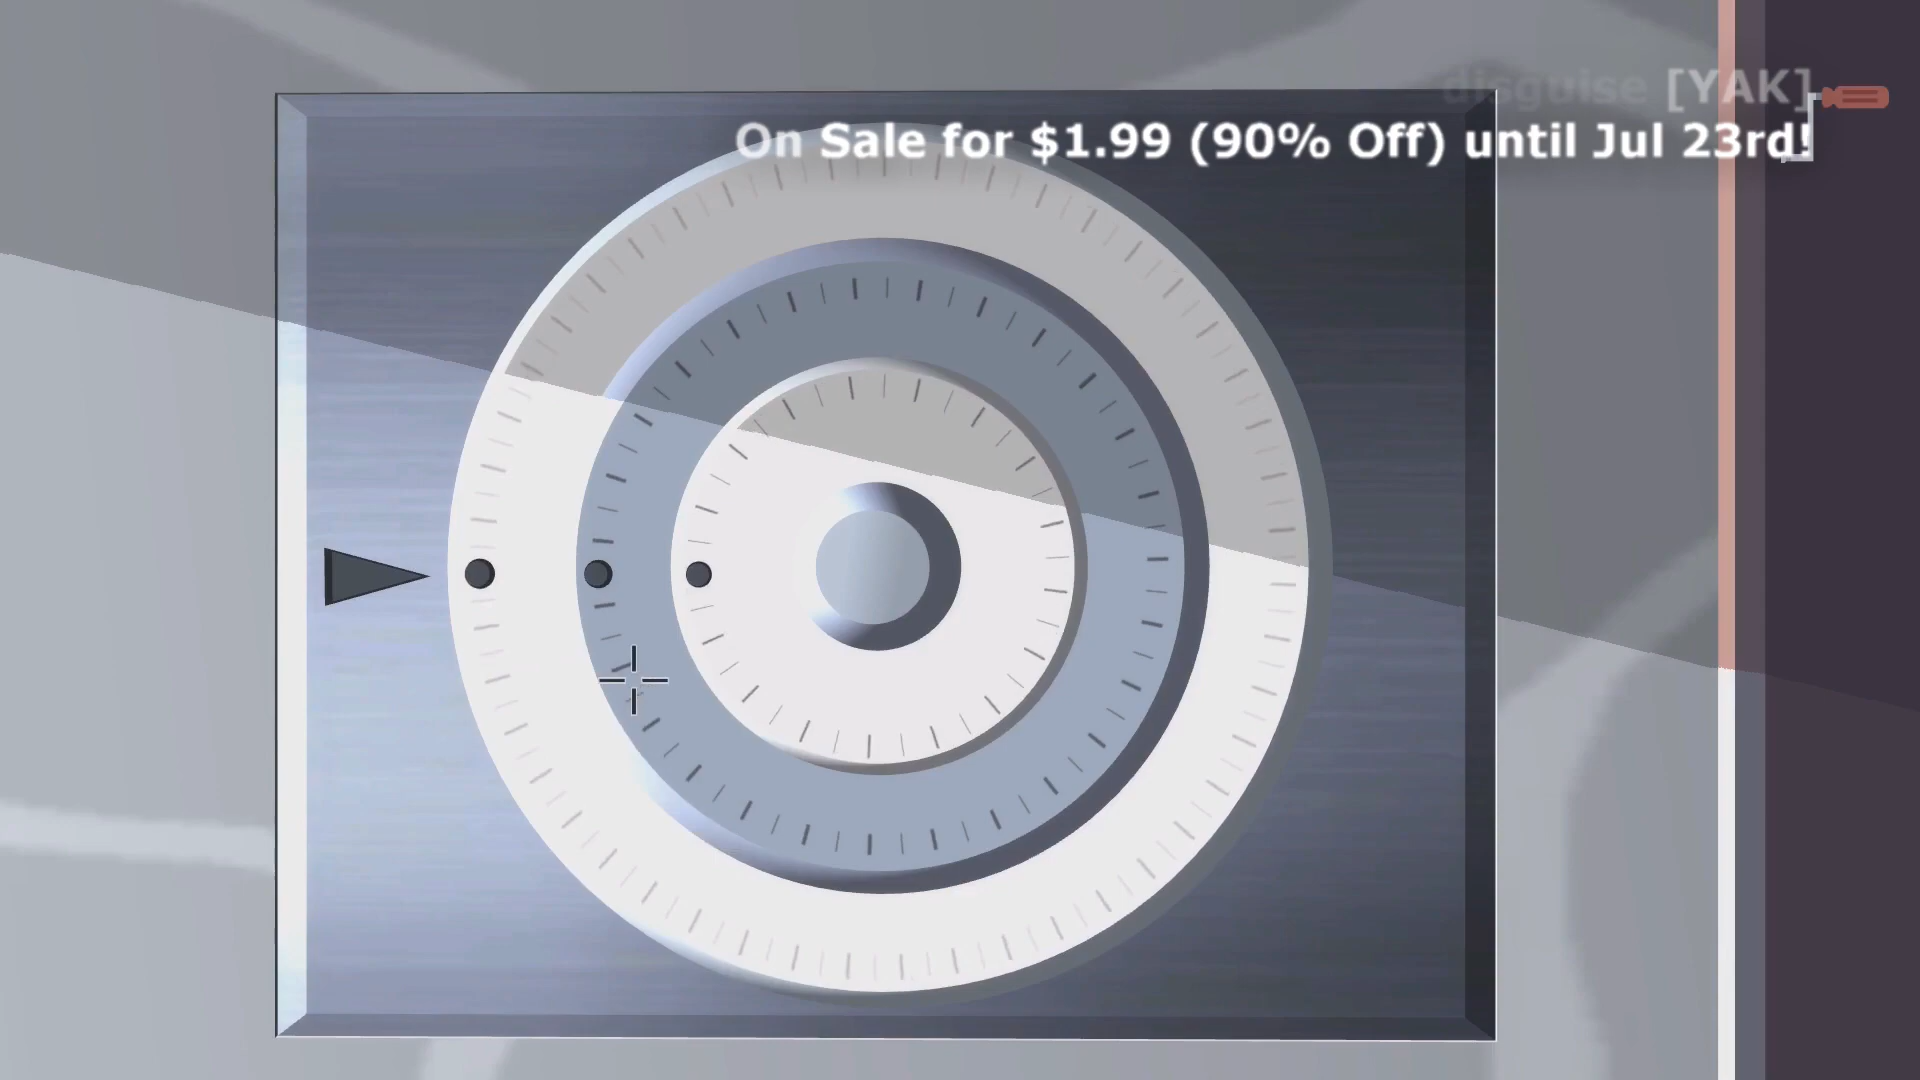 disguise [YAK]
On Sale for $1.99 (90% Off) until Jul 23rd!